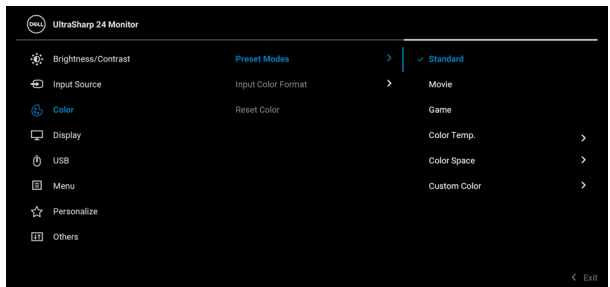 DELL UltraSharp 24 Monitor
Brightness/Contrast Preset Modes Standard
Input Source Input Color Format Movie
Color Reset Color Game
Display Color Temp.
USB Color Space
Menu Custom Color
Personalize
Others
Exit